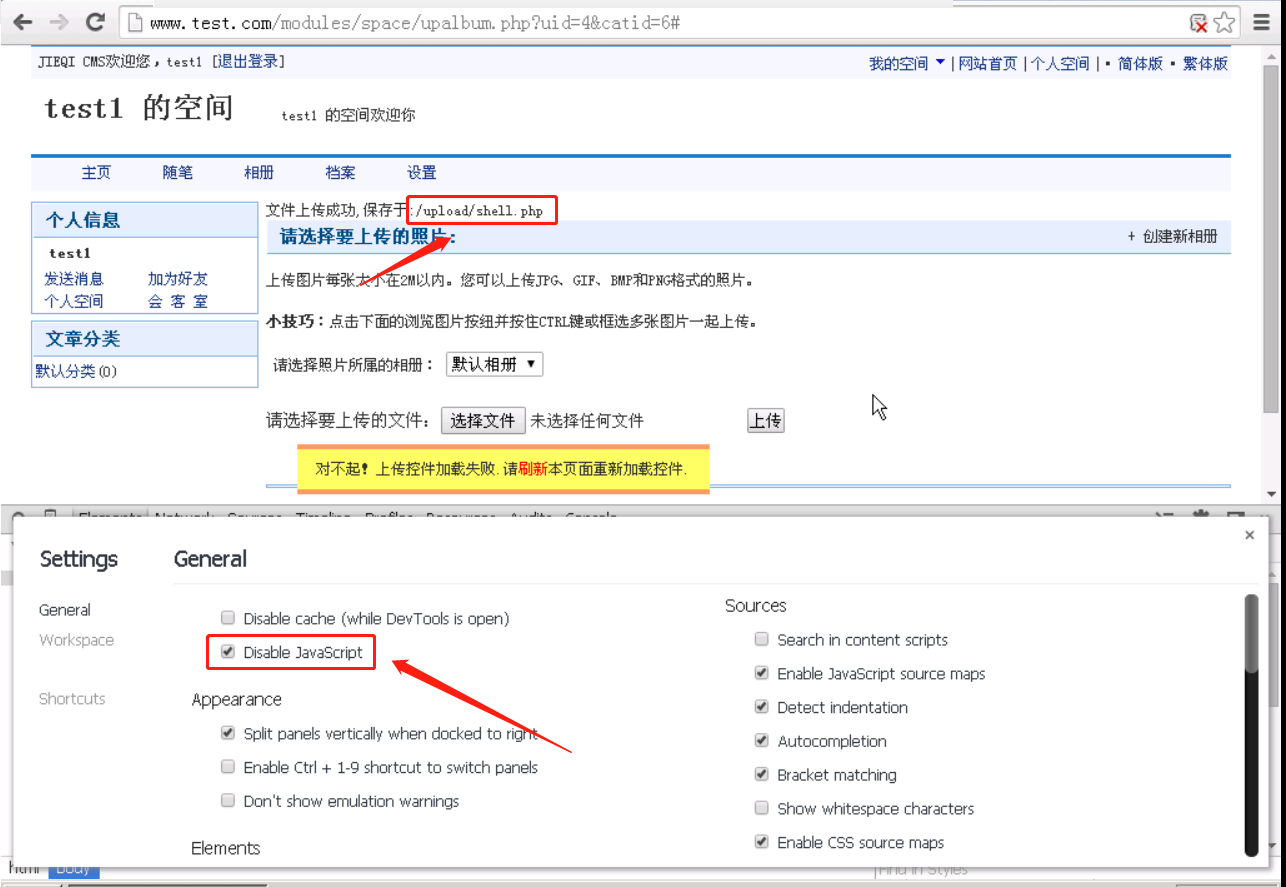 www.test.com/modules/space/upalbum.php?uid=4&catid=6#
JIEQI CMS欢迎您，test1 [退出登录]
我的空间 |网站首页 |个人空间 |• 简体版 • 繁体版
test1 的空间 test1 的空间欢迎你
主页 随笔 相册 档案 设置
文件上传成功,保存于:/upload/shell.php
个人信息
请选择要上传的照片:
+ 创建新相册
test1
发送消息 加为好友
个人空间 会 客 室
上传图片每张大小在2M以内。您可以上传JPG、GIF、BMP和PNG格式的照片。
小技巧：点击下面的浏览图片按纽并按住CTRL键或框选多张图片一起上传。
文章分类
默认分类(0)
请选择照片所属的相册： 默认相册
请选择要上传的文件： 选择文件 未选择任何文件 上传
对不起! 上传控件加载失败.请刷新本页面重新加载控件.
Elements Network Sources Timeline Profiles Resources Audits Console
Settings
General
General
Workspace
Shortcuts
Disable cache (while DevTools is open)
Disable JavaScript
Appearance
Split panels vertically when docked to right
Enable Ctrl + 1-9 shortcut to switch panels
Don't show emulation warnings
Elements
Sources
Search in content scripts
Enable JavaScript source maps
Detect indentation
Autocompletion
Bracket matching
Show whitespace characters
Enable CSS source maps
html body
Find in Styles